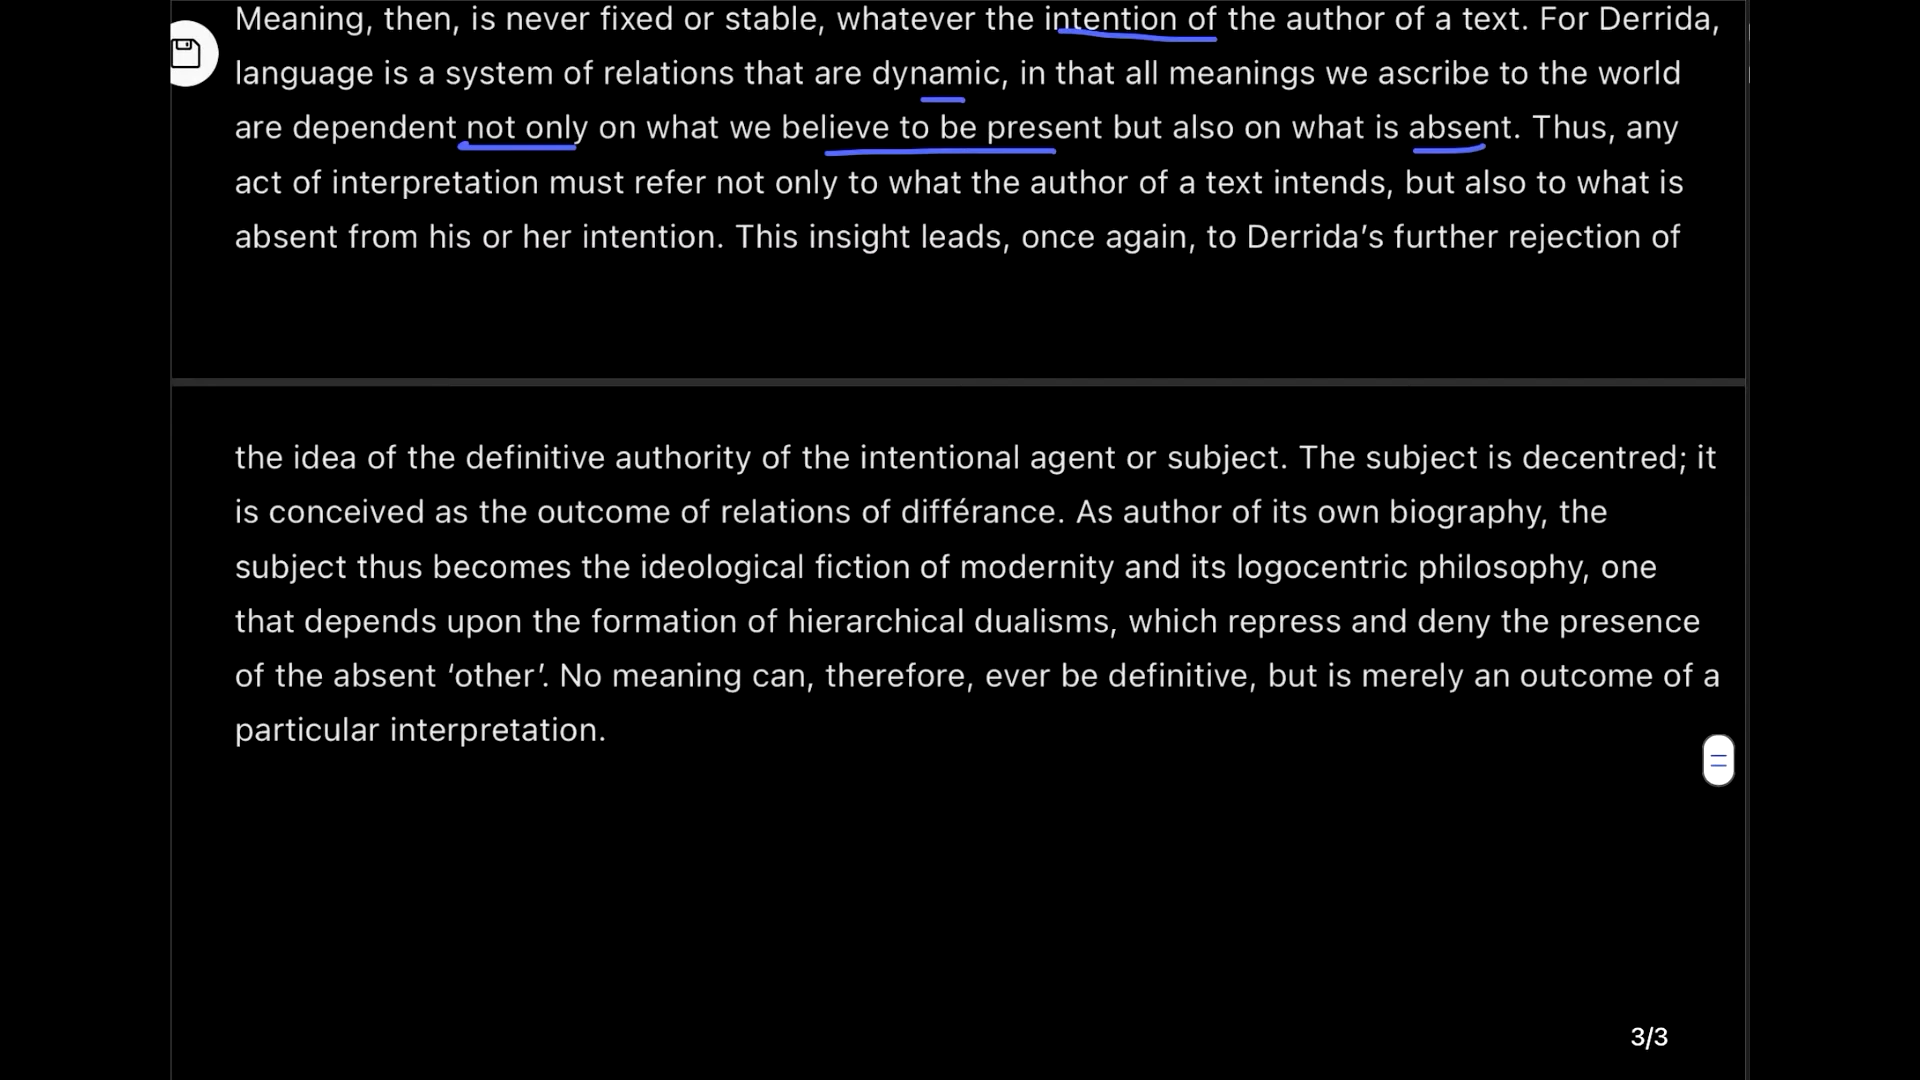 Meaning, then, is never fixed or stable, whatever the intention of the author of a text. For Derrida,
language is a system of relations that are dynamic, in that all meanings we ascribe to the world
are dependent not only on what we believe to be present but also on what is absent. Thus, any
act of interpretation must refer not only to what the author of a text intends, but also to what is
absent from his or her intention. This insight leads, once again, to Derrida’s further rejection of
the idea of the definitive authority of the intentional agent or subject. The subject is decentred; it
is conceived as the outcome of relations of différance. As author of its own biography, the
subject thus becomes the ideological fiction of modernity and its logocentric philosophy, one
that depends upon the formation of hierarchical dualisms, which repress and deny the presence
of the absent ‘other’. No meaning can, therefore, ever be definitive, but is merely an outcome of a
particular interpretation.
3/3